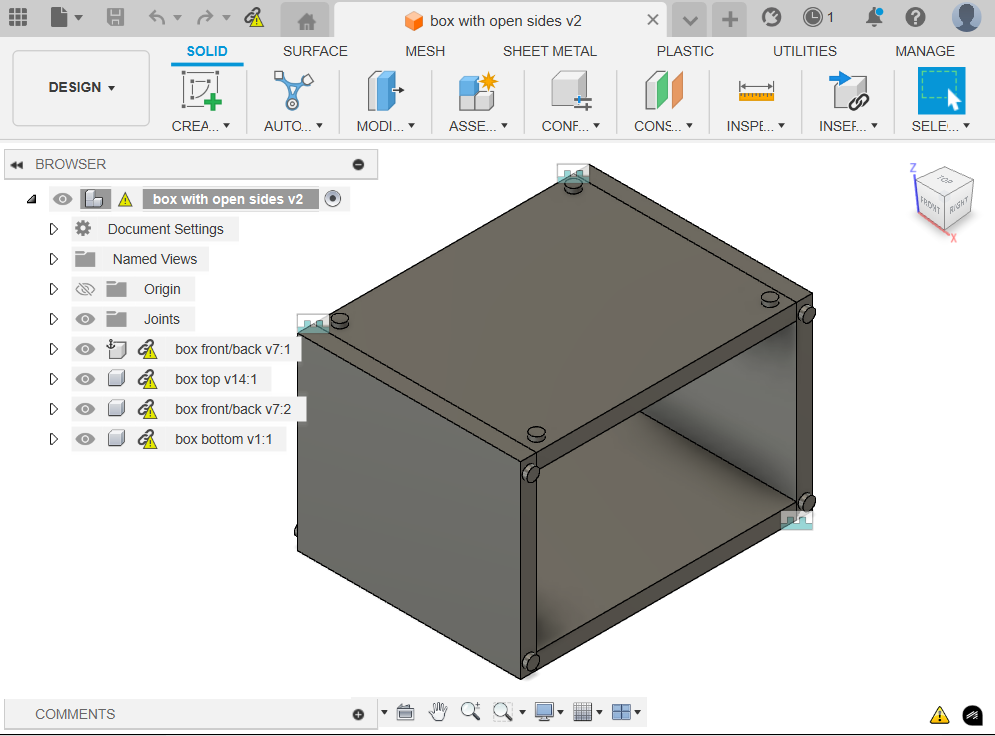 box with open sides v2
1
DESIGN
SOLID
SURFACE
MESH
SHEET METAL
PLASTIC
UTILITIES
MANAGE
CREA...
AUTO...
MODI...
ASSE...
CONF...
CONS...
INSPE...
INSEF...
SELE...
BROWSER
box with open sides v2
Document Settings
Named Views
Origin
Joints
box front/back v7:1
box top v14:1
box front/back v7:2
box bottom v1:1
Z
TOP
FRONT
RIGHT
X
COMMENTS